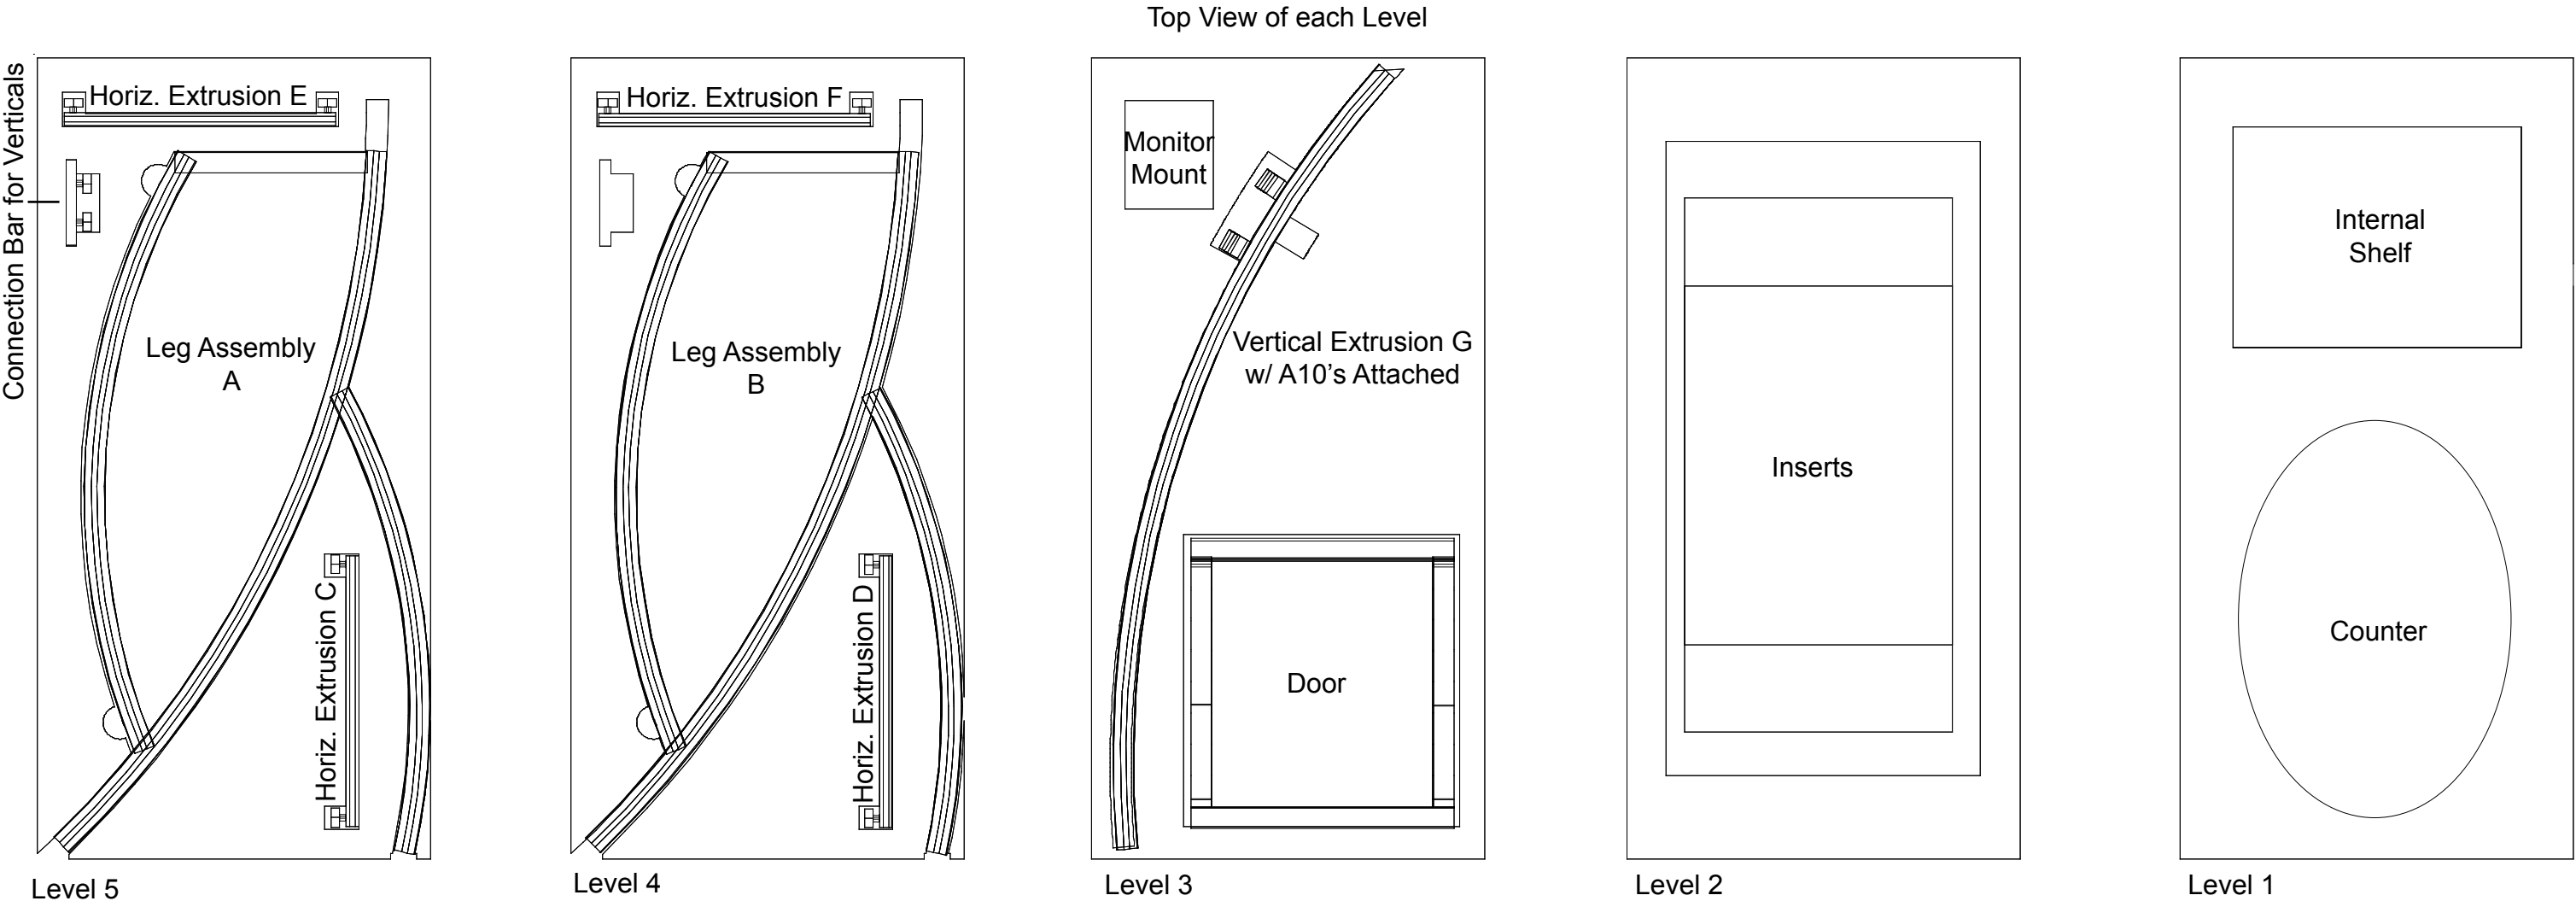 Top View of each Level
Connection Bar for Verticals
Horiz. Extrusion E
Leg Assembly
A
Horiz. Extrusion C
Level 5
Horiz. Extrusion F
Leg Assembly
B
Horiz. Extrusion D
Level 4
Monitor
Mount
Vertical Extrusion G
w/ A10's Attached
Door
Level 3
Inserts
Level 2
Internal
Shelf
Counter
Level 1